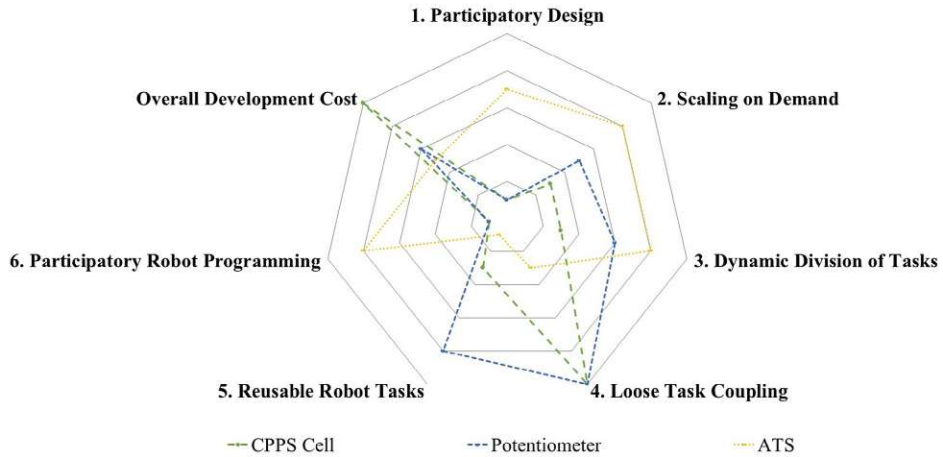 1. Participatory Design
Overall Development Cost
2. Scaling on Demand
6. Participatory Robot Programming
3. Dynamic Division of Tasks
5. Reusable Robot Tasks
4. Loose Task Coupling
CPPS Cell
Potentiometer
ATS